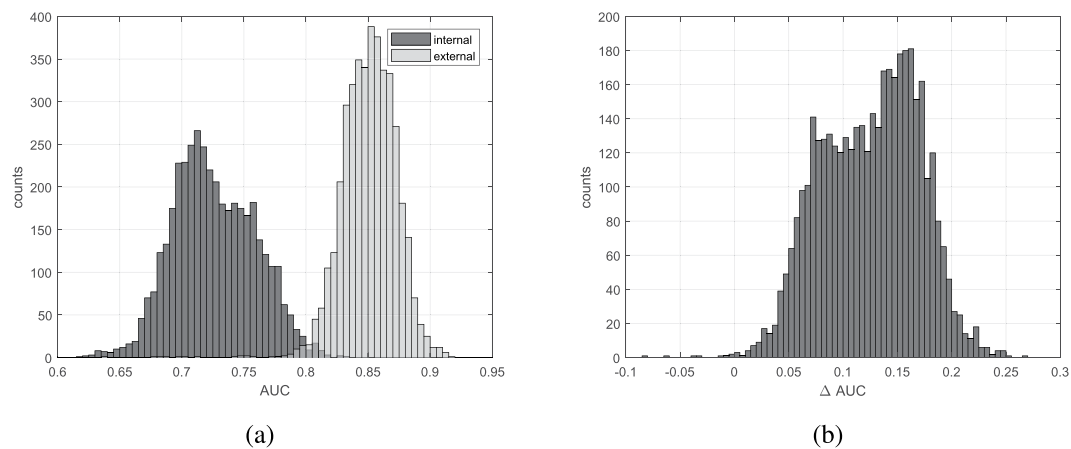 400
350
300
250
200
150
100
50
0
counts
0.6 0.65 0.7 0.75 0.8 0.85 0.9 0.95
AUC
internal
external
(a)
200
180
160
140
120
100
80
60
40
20
0
counts
-0.1 -0.05 0 0.05 0.1 0.15 0.2 0.25 0.3
Δ AUC
(b)